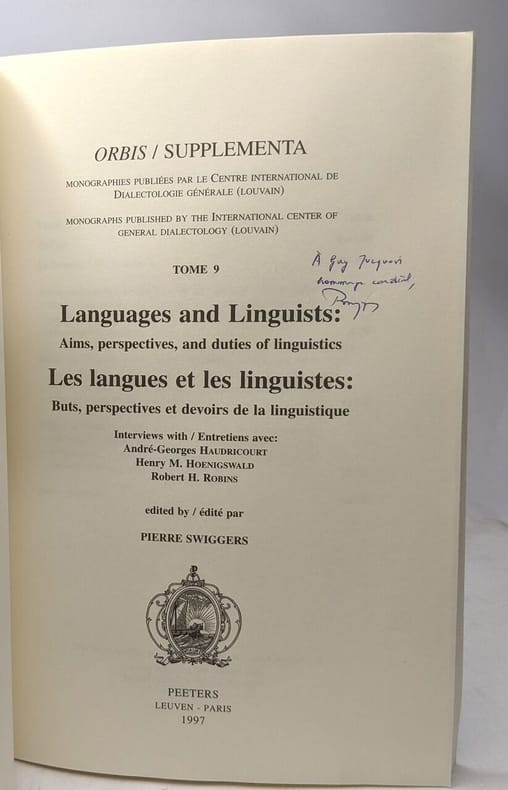 ORBIS / SUPPLEMENTA
MONOGRAPHIES PUBLIÉES PAR LE CENTRE INTERNATIONAL DE
DIALECTOLOGIE GÉNÉRALE (LOUVAIN)
MONOGRAPHS PUBLISHED BY THE INTERNATIONAL CENTER OF
GENERAL DIALECTOLOGY (LOUVAIN)
TOME 9
À Guy Jucquois
hommage cordial,
Languages and Linguists:
Aims, perspectives, and duties of linguistics
Les langues et les linguistes:
Buts, perspectives et devoirs de la linguistique
Interviews with / Entretiens avec:
André-Georges HAUDRICOURT
Henry M. HOENIGSWALD
Robert H. ROBINS
edited by / édité par
PIERRE SWIGGERS
PEETERS
LEUVEN - PARIS
1997